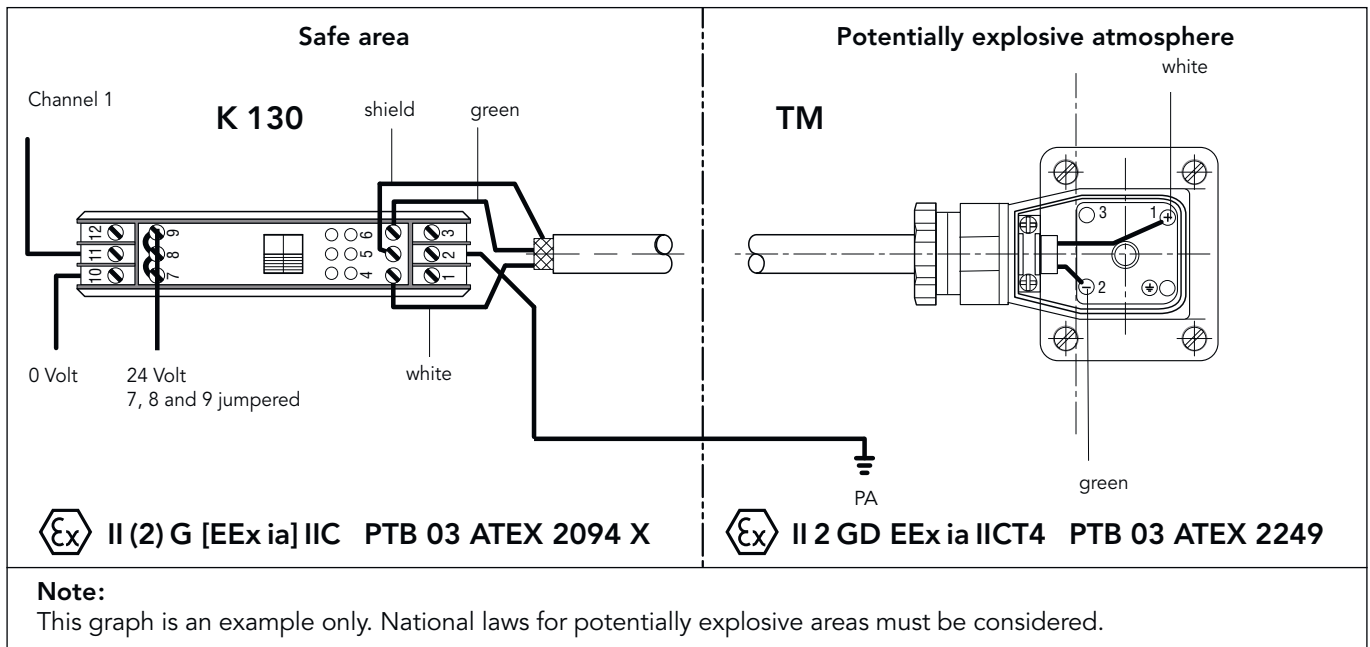 Safe area
Potentially explosive atmosphere
white
Channel 1
K 130
shield
green
TM
12
11
10
9
8
7
6
5
4
3
2
1
3
1
2
0 Volt
24 Volt
7, 8 and 9 jumpered
white
PA
green
Ex II (2) G [EEx ia] IIC PTB 03 ATEX 2094 X
Ex II 2 GD EEx ia IICT4 PTB 03 ATEX 2249
Note:
This graph is an example only. National laws for potentially explosive areas must be considered.